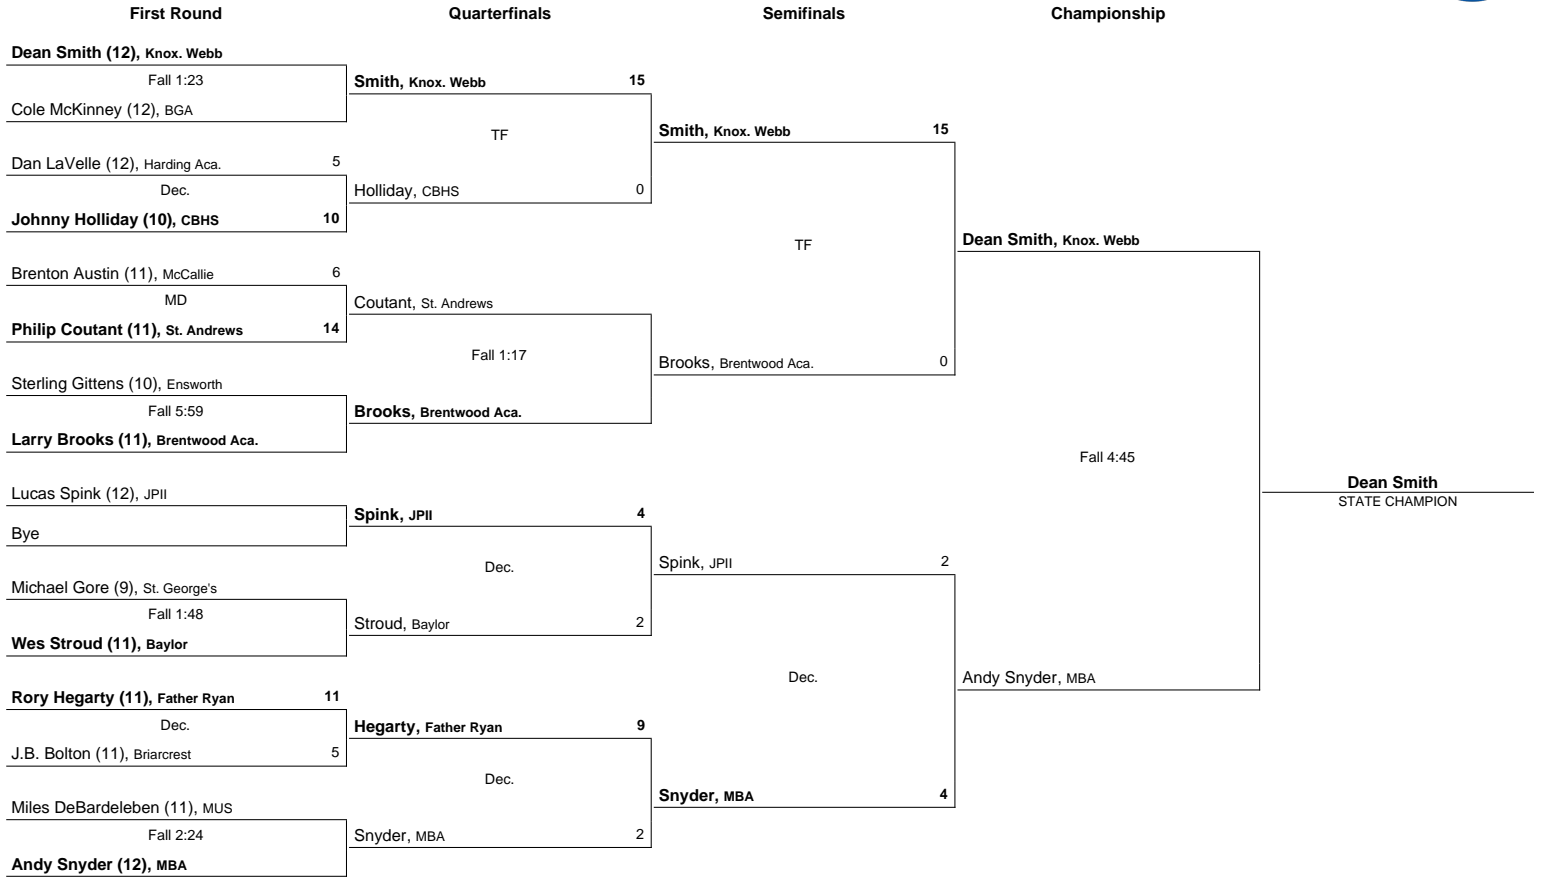 First Round Quarterfinals Semifinals Championship
Dean Smith (12), Knox. Webb
Fall 1:23
Cole McKinney (12), BGA
Dan LaVelle (12), Harding Aca. 5
Dec.
Johnny Holliday (10), CBHS 10
Brenton Austin (11), McCallie 6
MD
Philip Coutant (11), St. Andrews 14
Sterling Gittens (10), Ensworth
Fall 5:59
Larry Brooks (11), Brentwood Aca.
Lucas Spink (12), JPII
Bye
Michael Gore (9), St. George's
Fall 1:48
Wes Stroud (11), Baylor
Rory Hegarty (11), Father Ryan 11
Dec.
J.B. Bolton (11), Briarcrest 5
Miles DeBardeleben (11), MUS
Fall 2:24
Andy Snyder (12), MBA
Smith, Knox. Webb 15
TF
Holliday, CBHS 0
Coutant, St. Andrews
Fall 1:17
Brooks, Brentwood Aca.
Spink, JPII 4
Dec.
Stroud, Baylor 2
Hegarty, Father Ryan 9
Dec.
Snyder, MBA 2
Smith, Knox. Webb 15
TF
Brooks, Brentwood Aca. 0
Spink, JPII 2
Dec.
Snyder, MBA 4
Dean Smith, Knox. Webb
Fall 4:45
Andy Snyder, MBA
Dean Smith
STATE CHAMPION